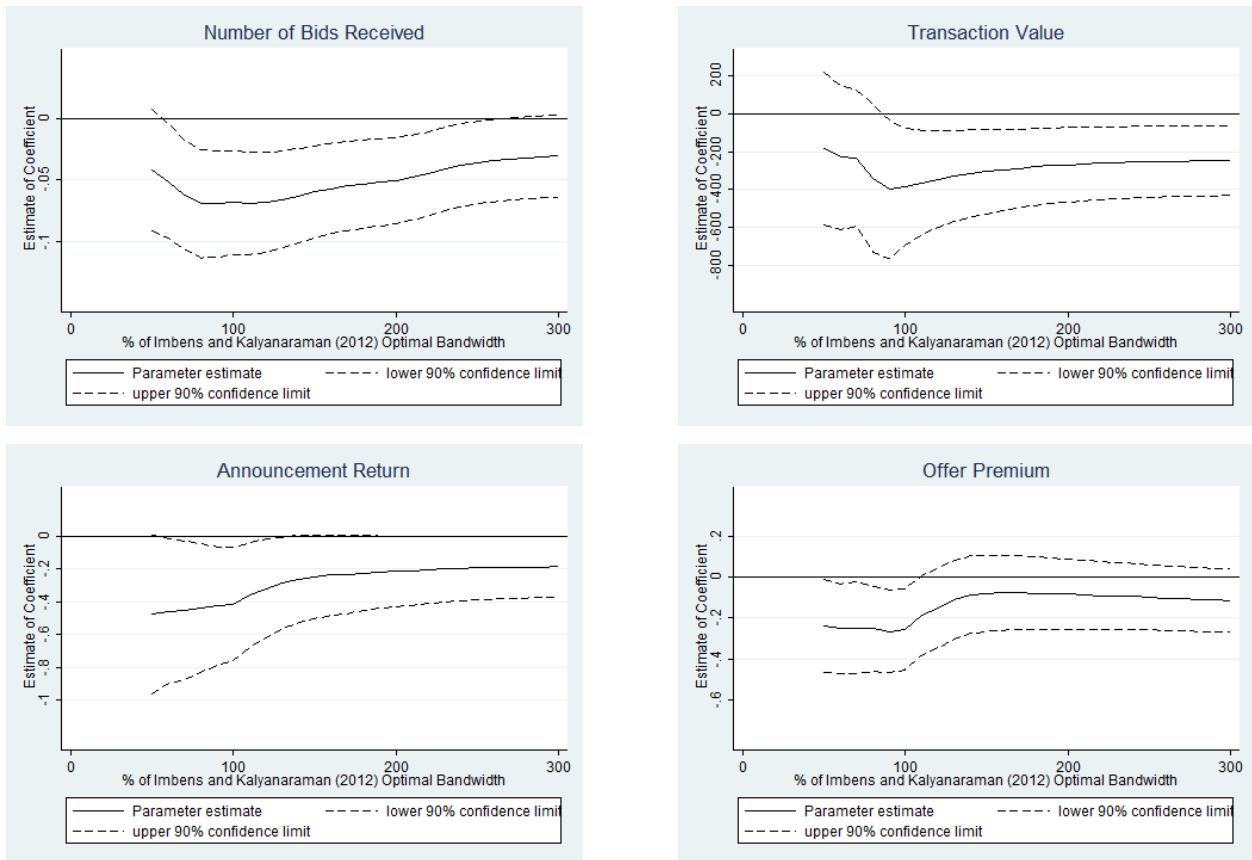 Number of Bids Received
Estimate of Coefficient
0
-.05
-.1
0
100
200
300
% of Imbens and Kalyanaraman (2012) Optimal Bandwidth
Parameter estimate
lower 90% confidence limit
upper 90% confidence limit
Transaction Value
Estimate of Coefficient
200
0
-200
-400
-600
-800
0
100
200
300
% of Imbens and Kalyanaraman (2012) Optimal Bandwidth
Parameter estimate
lower 90% confidence limit
upper 90% confidence limit
Announcement Return
Estimate of Coefficient
0
-.2
-.4
-.6
-.8
-1
0
100
200
300
% of Imbens and Kalyanaraman (2012) Optimal Bandwidth
Parameter estimate
lower 90% confidence limit
upper 90% confidence limit
Offer Premium
Estimate of Coefficient
.2
0
-.2
-.4
-.6
0
100
200
300
% of Imbens and Kalyanaraman (2012) Optimal Bandwidth
Parameter estimate
lower 90% confidence limit
upper 90% confidence limit